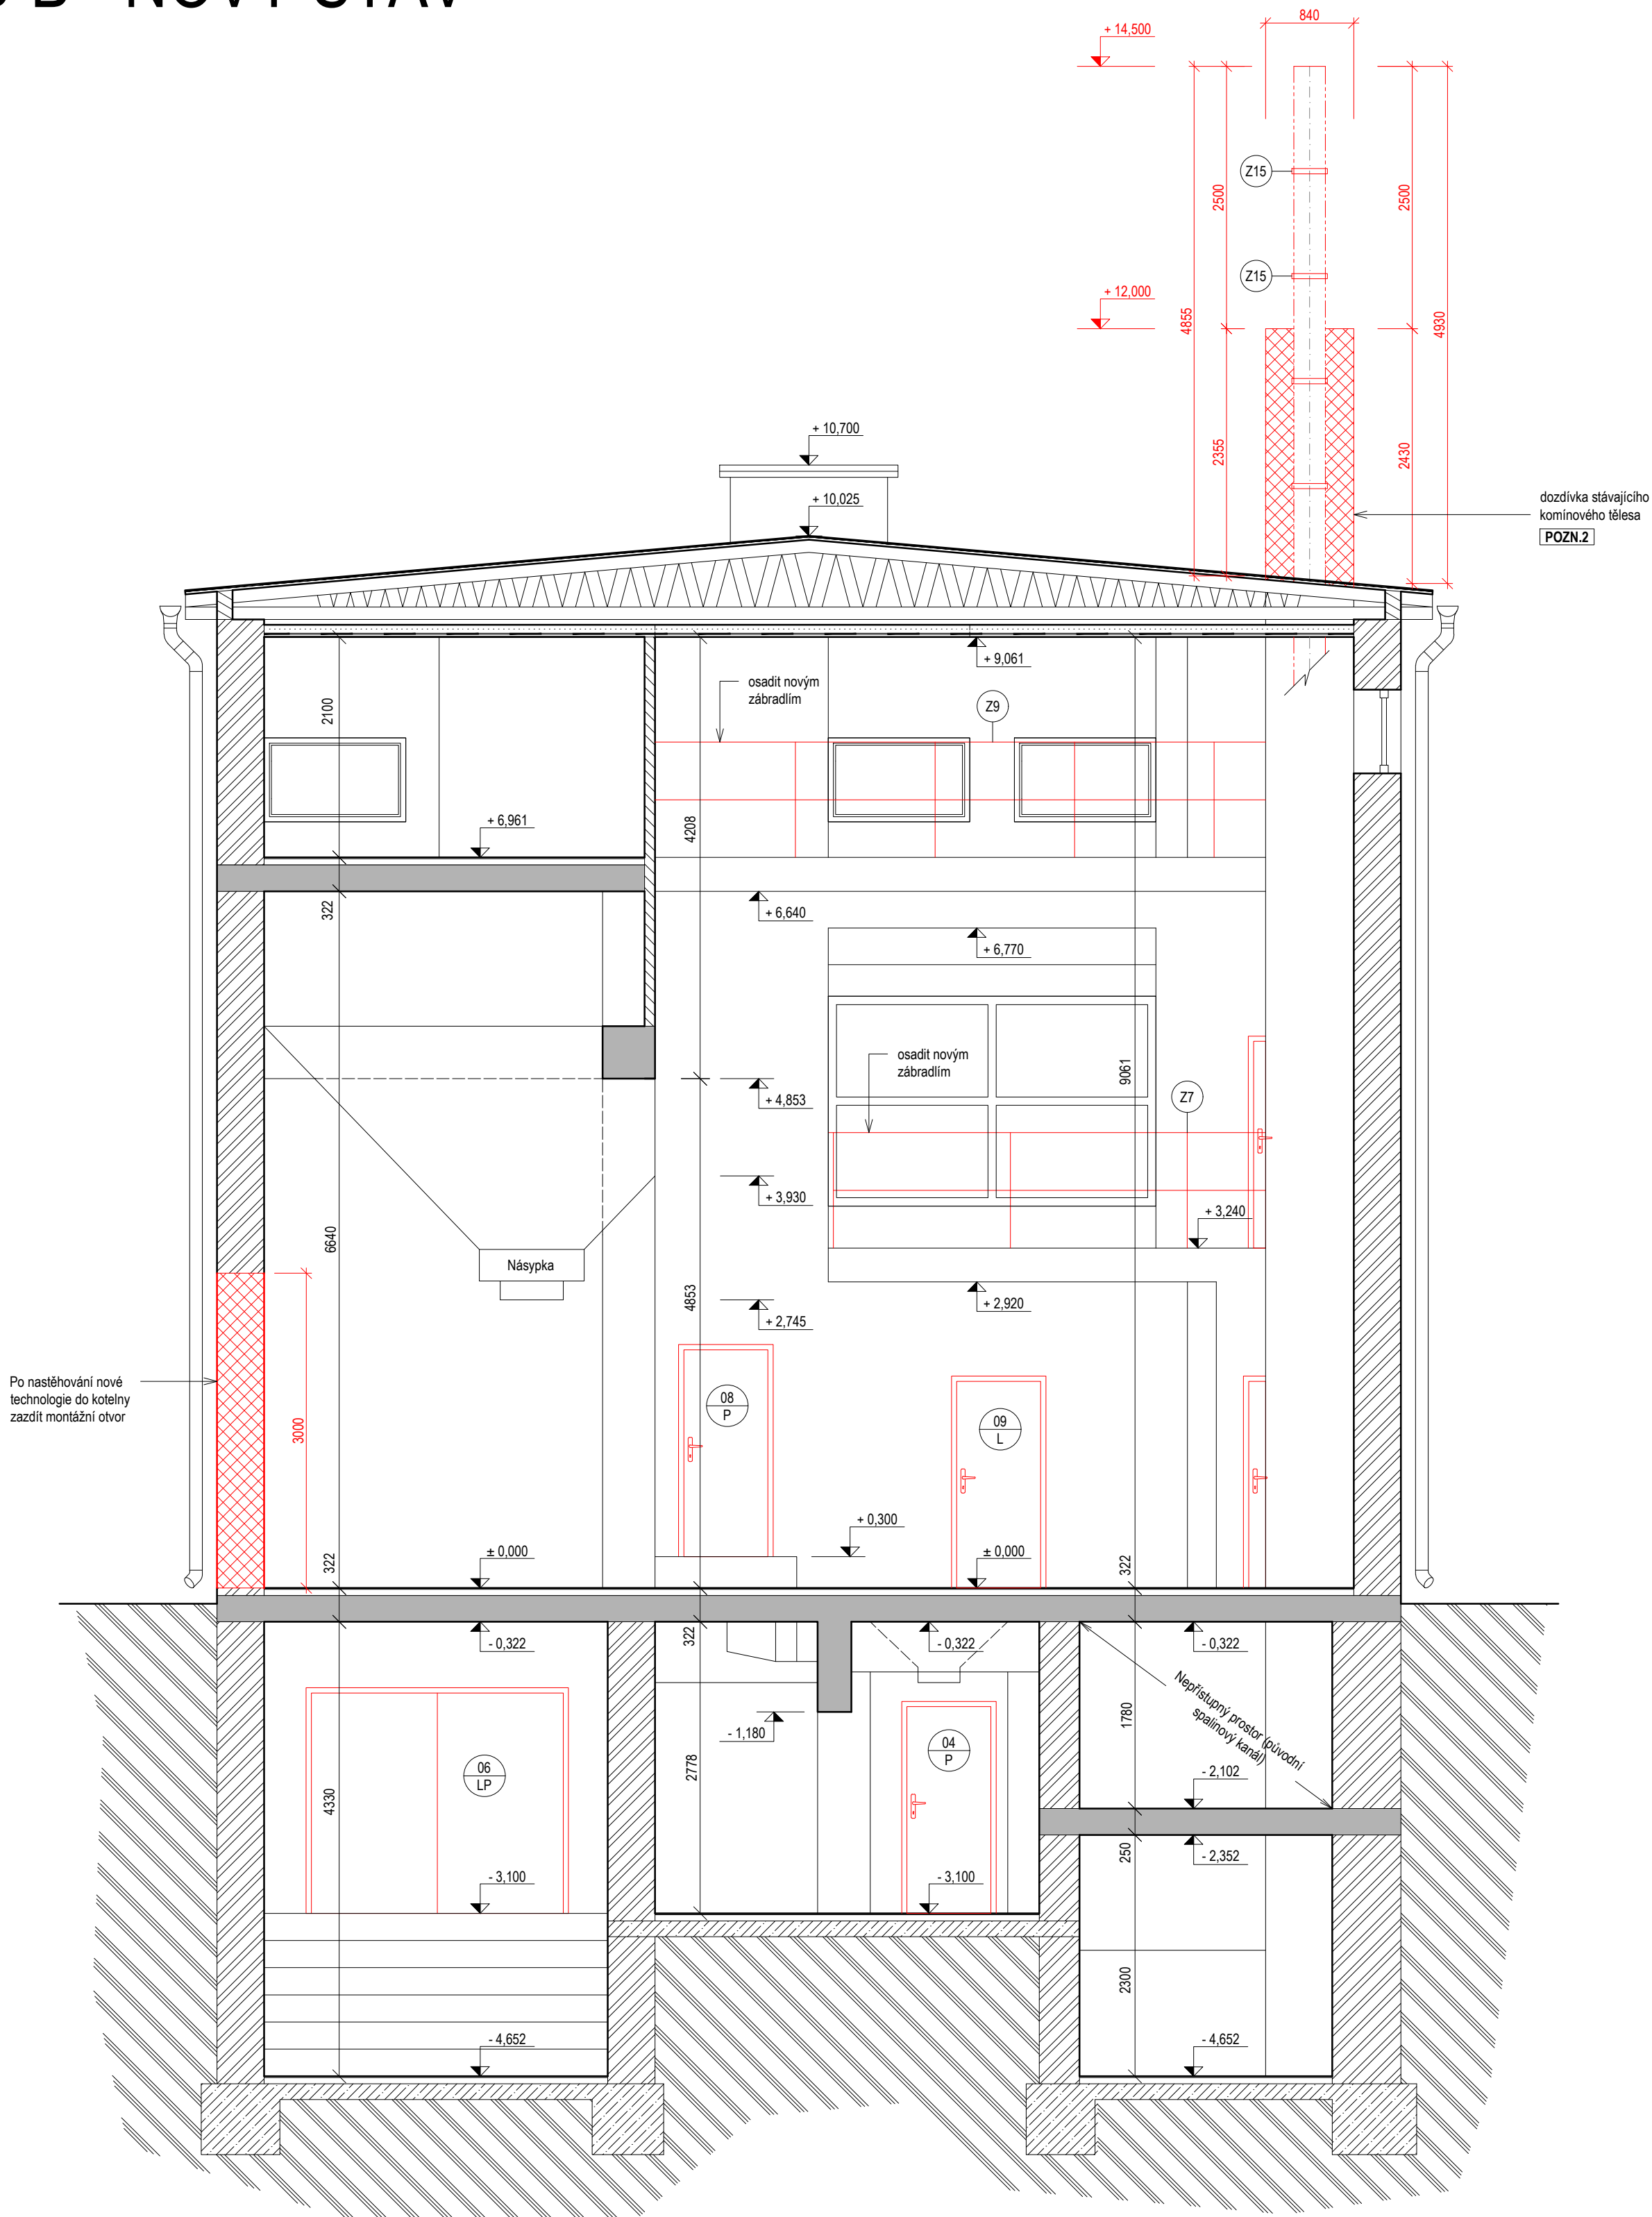 B - NOVÝ STAV
840
+ 14,500
Z15
2500
2500
Z15
+ 12,000
4855
4930
+ 10,700
2355
2430
+ 10,025
dozdívka stávajícího
komínového tělesa
POZN.2
+ 9,061
osadit novým
zábradlím
Z9
2100
+ 6,961
4208
322
+ 6,640
+ 6,770
osadit novým
zábradlím
9061
+ 4,853
Z7
+ 3,930
+ 3,240
6640
Násypka
4853
+ 2,920
+ 2,745
Po nastěhování nové
technologie do kotelny
zazdít montážní otvor
3000
08
P
09
L
+ 0,300
322
± 0,000
± 0,000
322
- 0,322
322
- 0,322
- 0,322
Nepřístupný prostor (původní
spalinový kanál)
1780
- 1,180
06
LP
04
P
2778
- 2,102
4330
250
- 2,352
- 3,100
- 3,100
2300
- 4,652
- 4,652